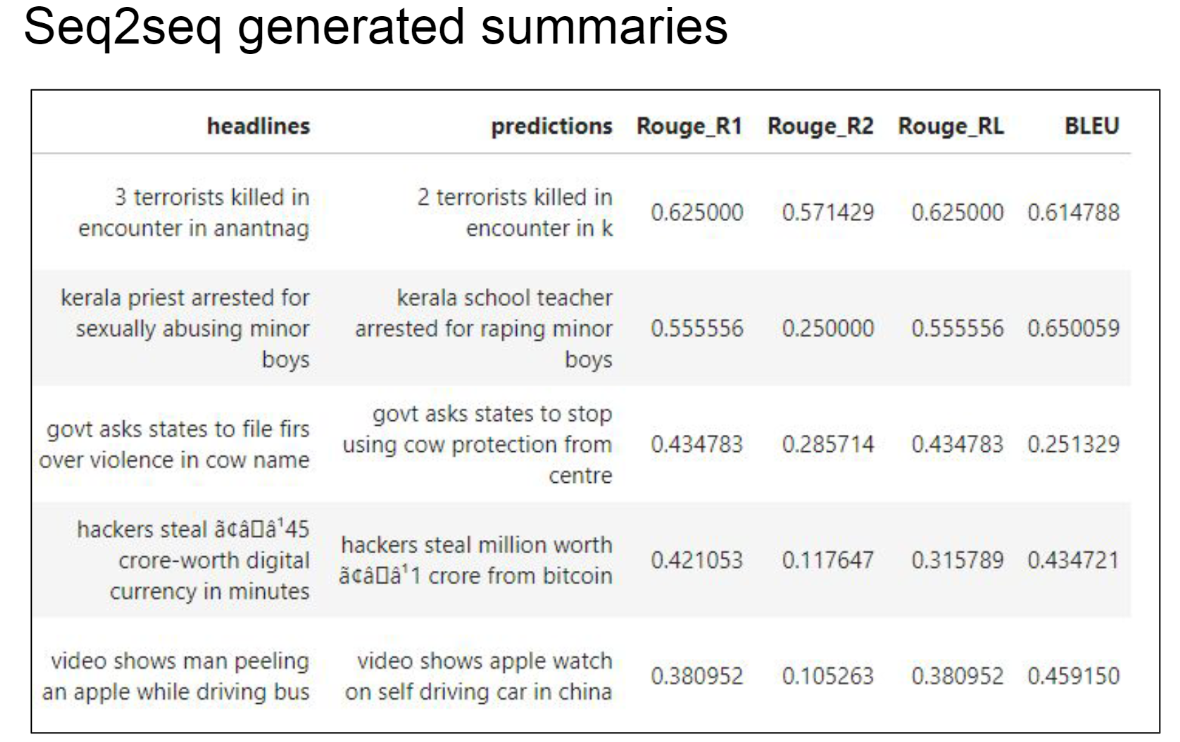 Seq2seq generated summaries
headlines predictions Rouge_R1 Rouge_R2 Rouge_RL BLEU
3 terrorists killed in
encounter in anantnag
2 terrorists killed in
encounter in k
0.625000 0.571429 0.625000 0.614788
kerala priest arrested for
sexually abusing minor
boys
kerala school teacher
arrested for raping minor
boys
0.555556 0.250000 0.555556 0.650059
govt asks states to file firs
over violence in cow name
govt asks states to stop
using cow protection from
centre
0.434783 0.285714 0.434783 0.251329
hackers steal ã¢â□â¹45
crore-worth digital
currency in minutes
hackers steal million worth
ã¢â□â¹1 crore from bitcoin
0.421053 0.117647 0.315789 0.434721
video shows man peeling
an apple while driving bus
video shows apple watch
on self driving car in china
0.380952 0.105263 0.380952 0.459150